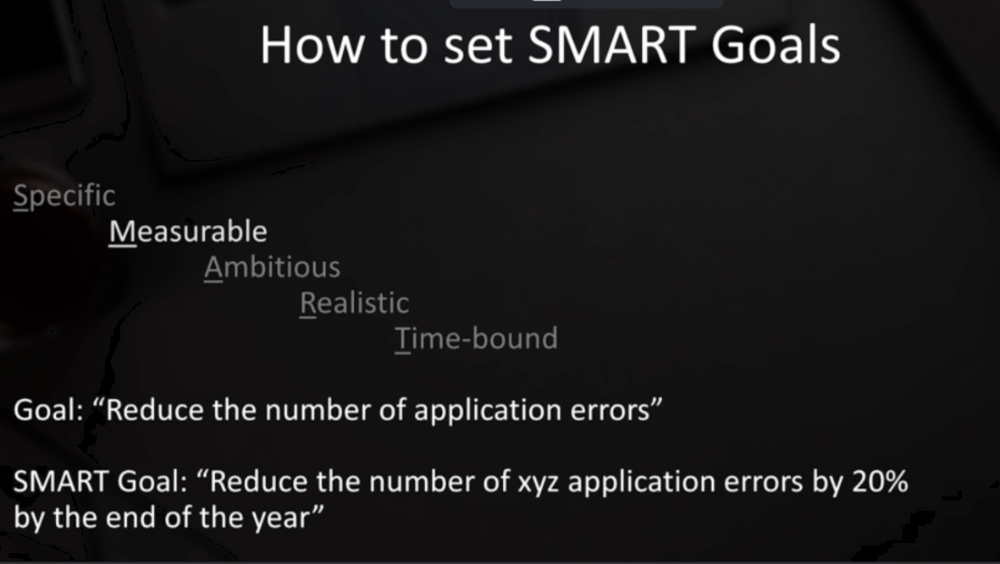 How to set SMART Goals
Specific
Measurable
Ambitious
Realistic
Time-bound
Goal: “Reduce the number of application errors”
SMART Goal: “Reduce the number of xyz application errors by 20%
by the end of the year”